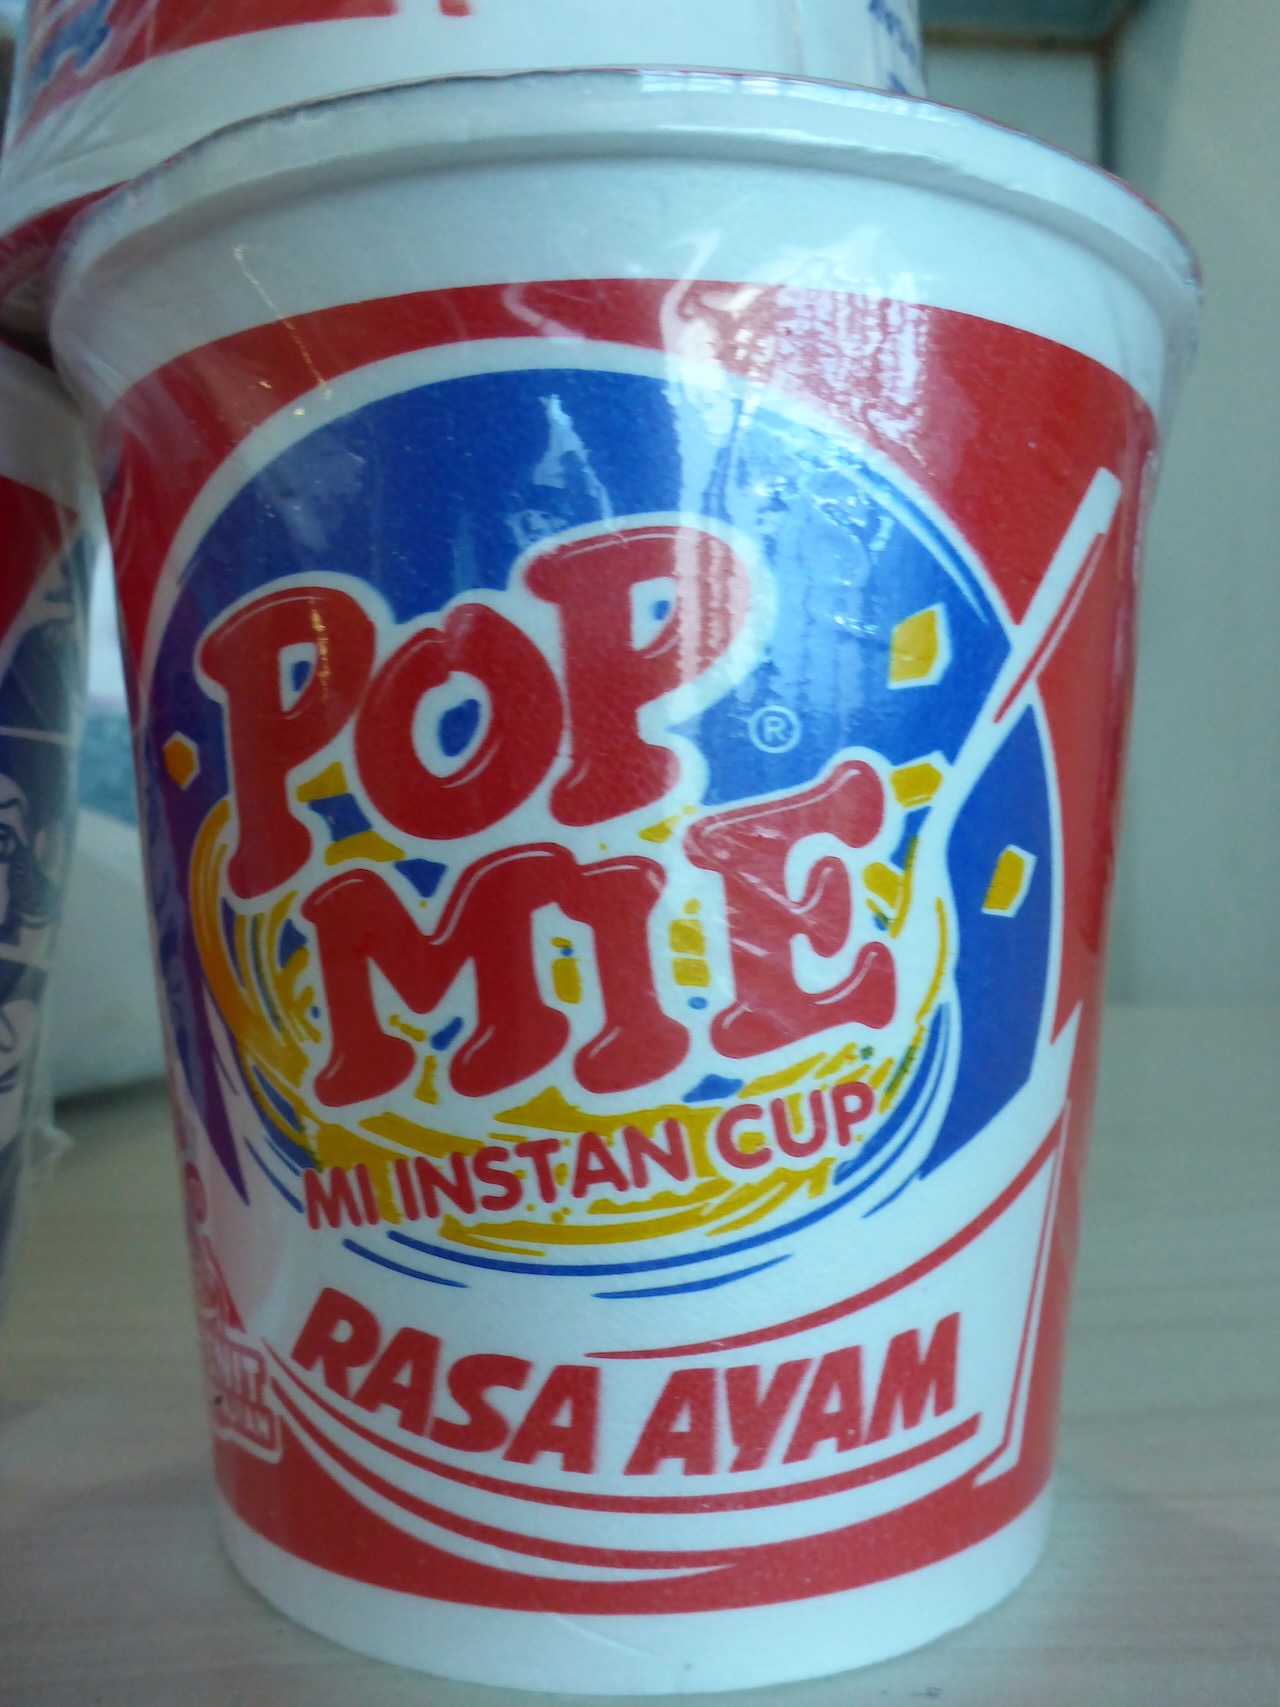 POP
MIE ®
MI INSTAN CUP
RASA AYAM